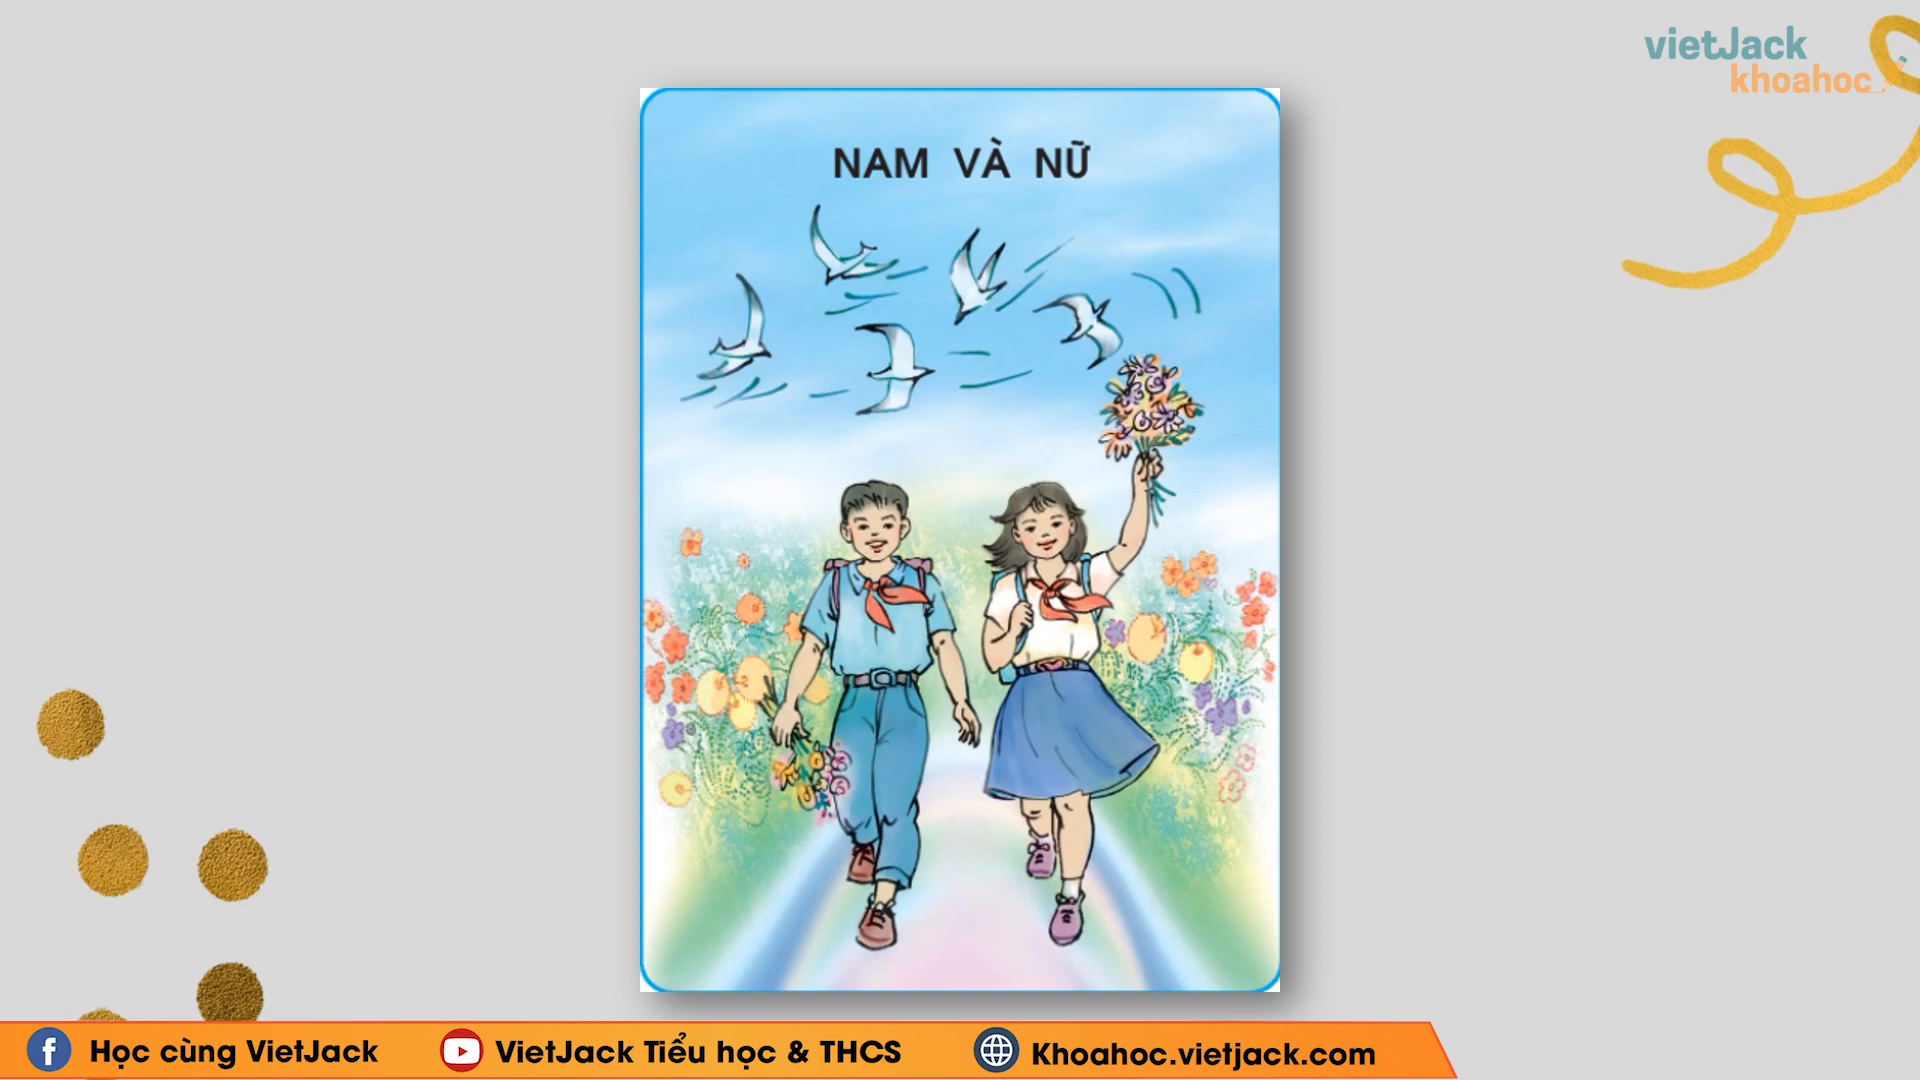 vietJack
khoahoc
NAM VÀ NỮ
Học cùng VietJack
VietJack Tiểu học & THCS
Khoahoc.vietjack.com